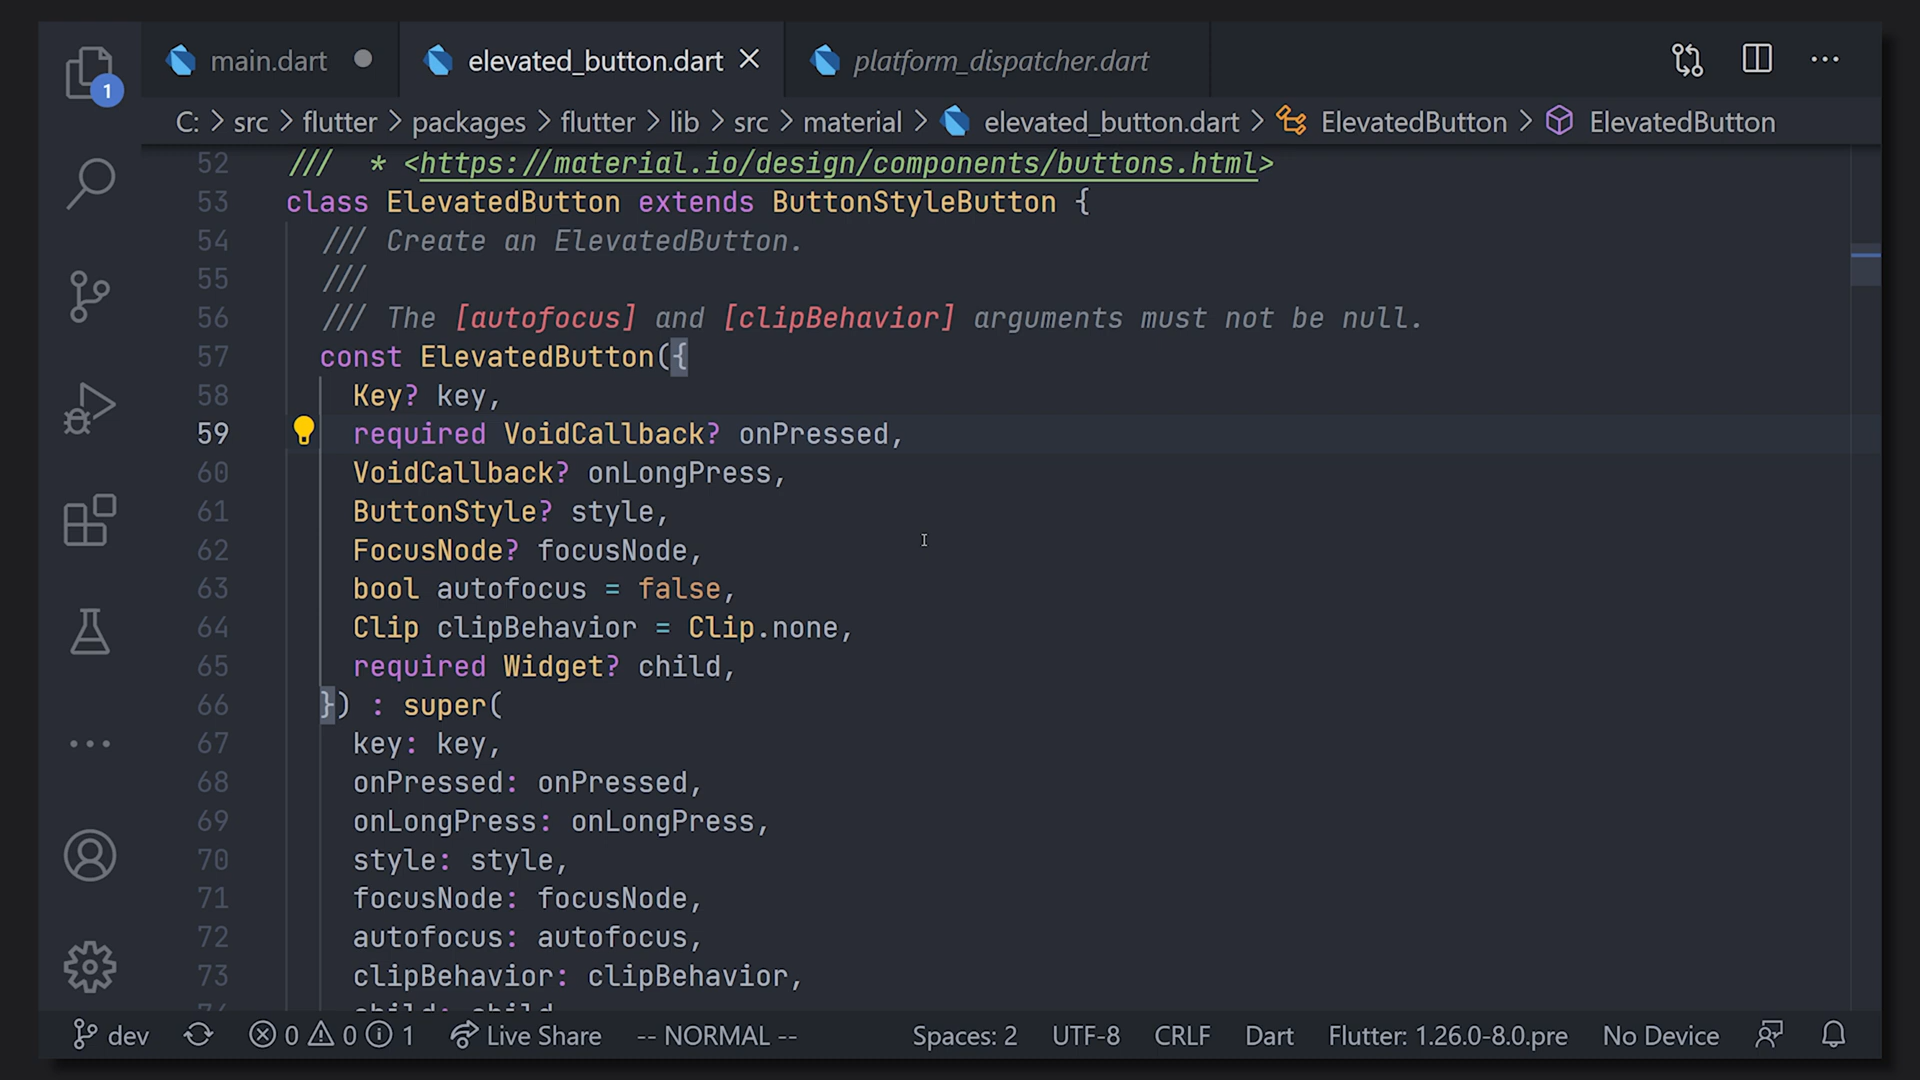 main.dart
elevated_button.dart
platform_dispatcher.dart
1
C: > src > flutter > packages > flutter > lib > src > material > elevated_button.dart > ElevatedButton > ElevatedButton
52 /// * <https://material.io/design/components/buttons.html>
53 class ElevatedButton extends ButtonStyleButton {
54 /// Create an ElevatedButton.
55 ///
56 /// The [autofocus] and [clipBehavior] arguments must not be null.
57 const ElevatedButton({
58 Key? key,
59 required VoidCallback? onPressed,
60 VoidCallback? onLongPress,
61 ButtonStyle? style,
62 FocusNode? focusNode,
63 bool autofocus = false,
64 Clip clipBehavior = Clip.none,
65 required Widget? child,
66 }) : super(
67 key: key,
68 onPressed: onPressed,
69 onLongPress: onLongPress,
70 style: style,
71 focusNode: focusNode,
72 autofocus: autofocus,
73 clipBehavior: clipBehavior,
74 child: child
dev 0 0 1 Live Share -- NORMAL -- Spaces: 2 UTF-8 CRLF Dart Flutter: 1.26.0-8.0.pre No Device